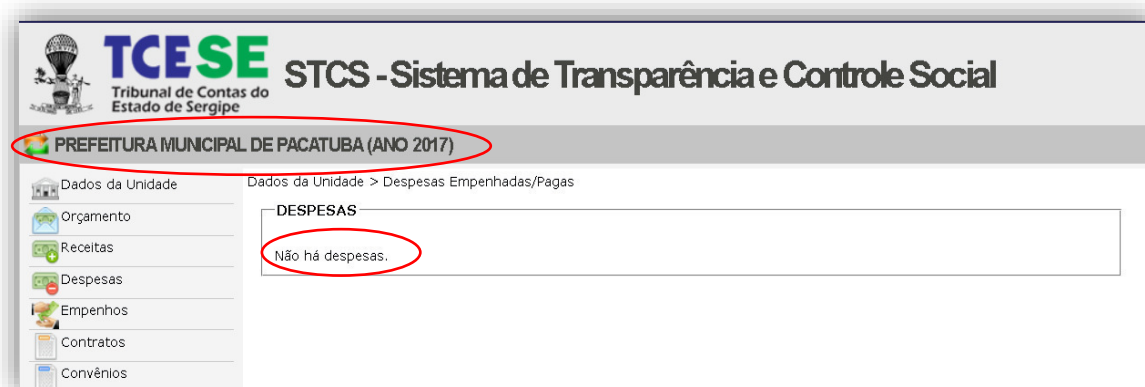 TCESE
Tribunal de Contas do
Estado de Sergipe
STCS - Sistema de Transparência e Controle Social
PREFEITURA MUNICIPAL DE PACATUBA (ANO 2017)
Dados da Unidade
Orçamento
Receitas
Despesas
Empenhos
Contratos
Convênios
Dados da Unidade > Despesas Empenhadas/Pagas
DESPESAS
Não há despesas.